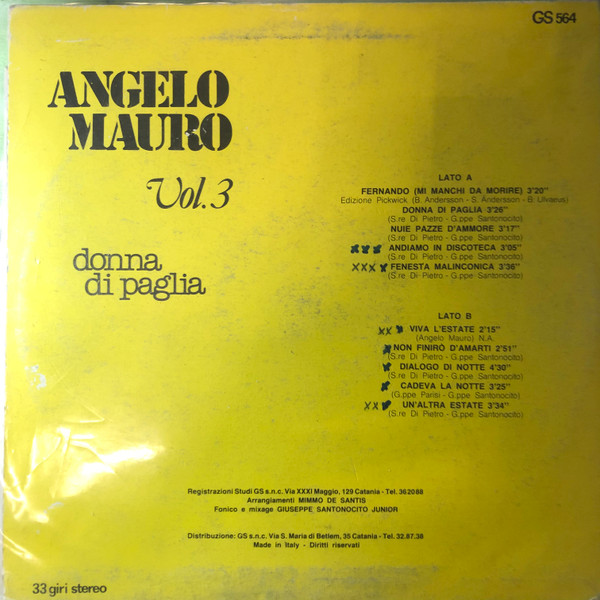 GS 564
ANGELO
MAURO
Vol. 3
donna
di paglia
LATO A
FERNANDO (MI MANCHI DA MORIRE) 3'20"
Edizione Pickwick (B. Andersson - S. Andersson - B. Ulvaeus)
DONNA DI PAGLIA 3'26"
(S.re Di Pietro - G.ppe Santonocito)
NUIE PAZZE D'AMMORE 3'17"
(S.re Di Pietro - G.ppe Santonocito)
ANDIAMO IN DISCOTECA 3'05"
(S.re Di Pietro - G.ppe Santonocito)
XXX FENESTA MALINCONICA 3'36"
(S.re Di Pietro - G.ppe Santonocito)
LATO B
XX VIVA L'ESTATE 2'15"
(Angelo Mauro) N.A.
NON FINIRÒ D'AMARTI 2'51"
(S.re Di Pietro - G.ppe Santonocito)
DIALOGO DI NOTTE 4'30"
(S.re Di Pietro - G.ppe Santonocito)
CADEVA LA NOTTE 3'25"
(G.ppe Parisi - G.ppe Santonocito)
XX UN'ALTRA ESTATE 3'34"
(S.re Di Pietro - G.ppe Santonocito)
Registrazioni Studi GS s.n.c. Via XXXI Maggio, 129 Catania - Tel. 362088
Arrangiamenti MIMMO DE SANTIS
Fonico e mixage GIUSEPPE SANTONOCITO JUNIOR
Distribuzione: GS s.n.c. Via S. Maria di Betlem, 35 Catania - Tel. 32.87.38
Made in Italy - Diritti riservati
33 giri stereo